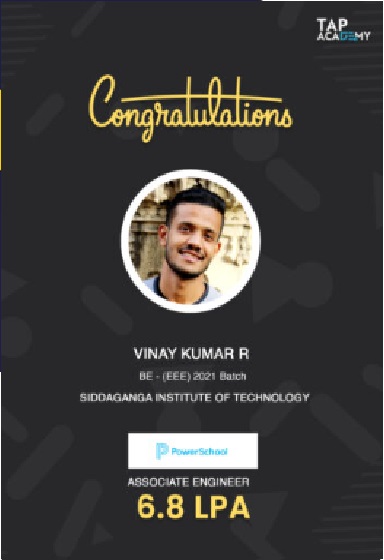 TAP
ACADEMY
Congratulations
VINAY KUMAR R
BE - (EEE) 2021 Batch
SIDDAGANGA INSTITUTE OF TECHNOLOGY
PowerSchool
ASSOCIATE ENGINEER
6.8 LPA